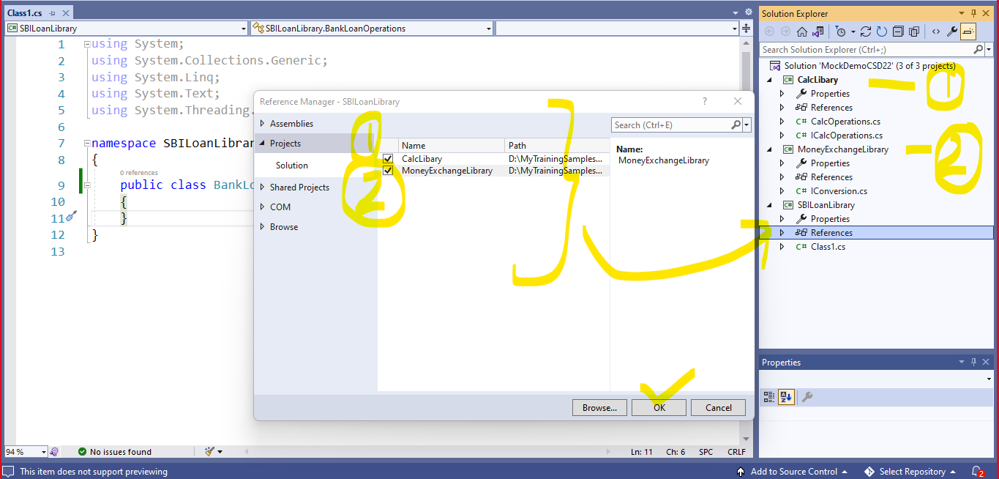 Class1.cs
SBILoanLibrary
SBILoanLibrary.BankLoanOperations
1 using System;
2 using System.Collections.Generic;
3 using System.Linq;
4 using System.Text;
5 using System.Threading.
6
7 namespace SBILoanLibrar
8 {
0 references
9 public class BankLo
10 {
11 }
12 }
13
94 %
No issues found
Ln: 11 Ch: 6 SPC CRLF
Reference Manager - SBILoanLibrary
?
Assemblies
Projects
Solution
Shared Projects
COM
Browse
1
2
Name Path
CalcLibary D:\MyTrainingSamples...
MoneyExchangeLibrary D:\MyTrainingSamples...
Search (Ctrl+E)
Name:
MoneyExchangeLibrary
Browse... OK Cancel
Solution Explorer
Search Solution Explorer (Ctrl+;)
Solution 'MockDemoCSD22' (3 of 3 projects)
CalcLibary
1
Properties
References
C# CalcOperations.cs
C# ICalcOperations.cs
C# MoneyExchangeLibrary
2
Properties
References
C# IConversion.cs
C# SBILoanLibrary
Properties
References
C# Class1.cs
Properties
This item does not support previewing
Add to Source Control
Select Repository
2